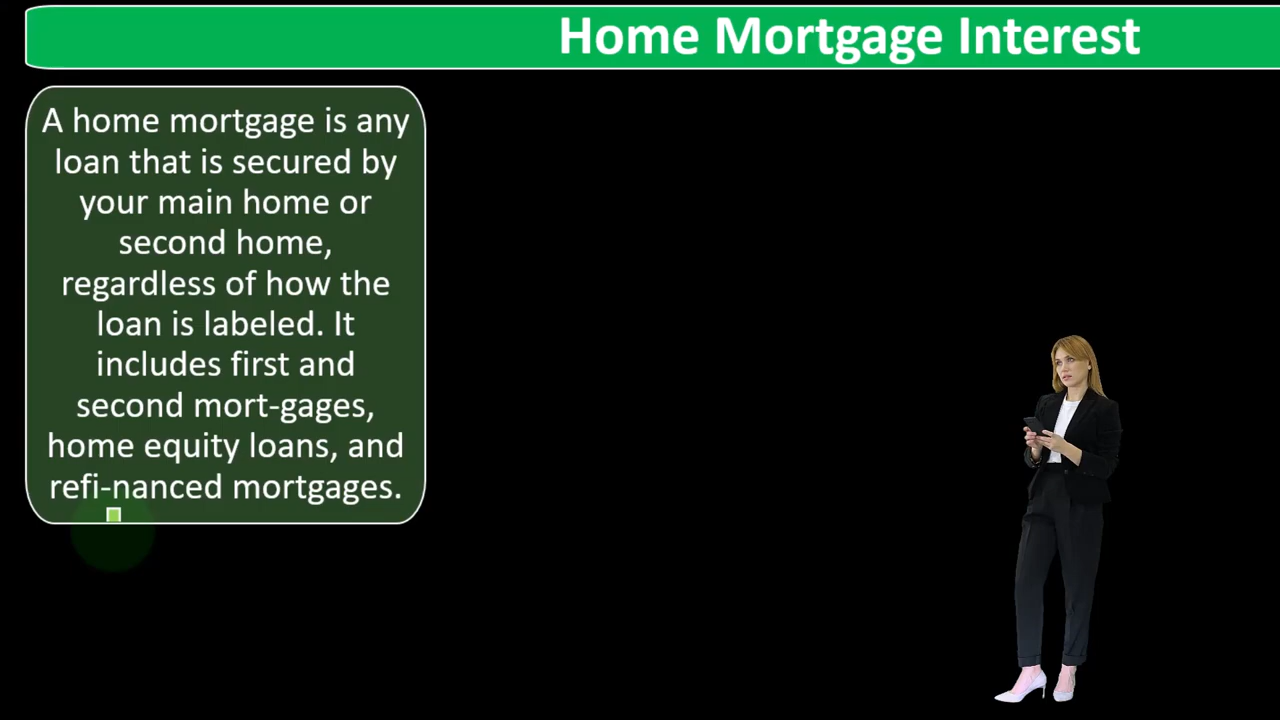 Home Mortgage Interest
A home mortgage is any
loan that is secured by
your main home or
second home,
regardless of how the
loan is labeled. It
includes first and
second mort-gages,
home equity loans, and
refi-nanced mortgages.